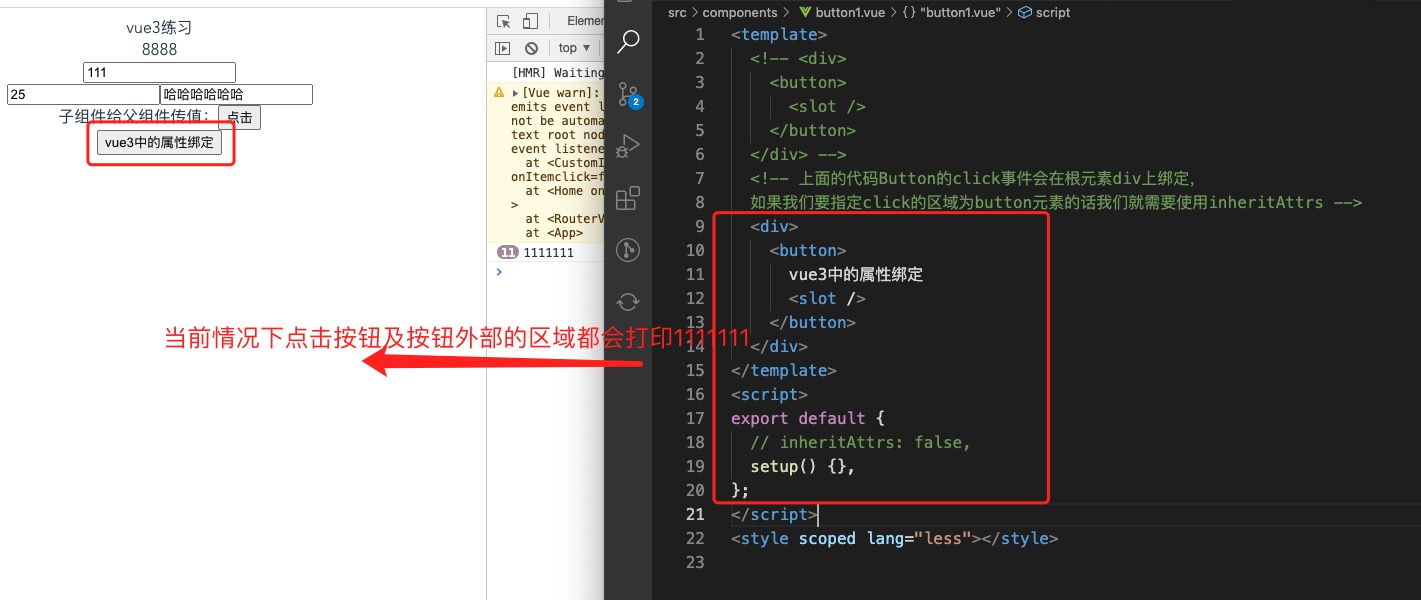 vue3练习
8888
111
25
哈哈哈哈哈哈
子组件给父组件传值: 点击
vue3中的属性绑定
Elemen
top ▼
[HMR] Waiting
[Vue warn]:
emits event l
not be automa
text root nod
event listene
at <CustomI
onItemclick=f
at <Home on
>
at <RouterV
at <App>
11 1111111
>
当前情况下点击按钮及按钮外部的区域都会打印1111111
2
src > components > button1.vue > {} "button1.vue" > script
1 <template>
2 <!-- <div>
3 <button>
4 <slot />
5 </button>
6 </div> -->
7 <!-- 上面的代码Button的click事件会在根元素div上绑定,
8 如果我们要指定click的区域为button元素的话我们就需要使用inheritAttrs -->
9 <div>
10 <button>
11 vue3中的属性绑定
12 <slot />
13 </button>
14 </div>
15 </template>
16 <script>
17 export default {
18 // inheritAttrs: false,
19 setup() {},
20 };
21 </script>
22 <style scoped lang="less"></style>
23